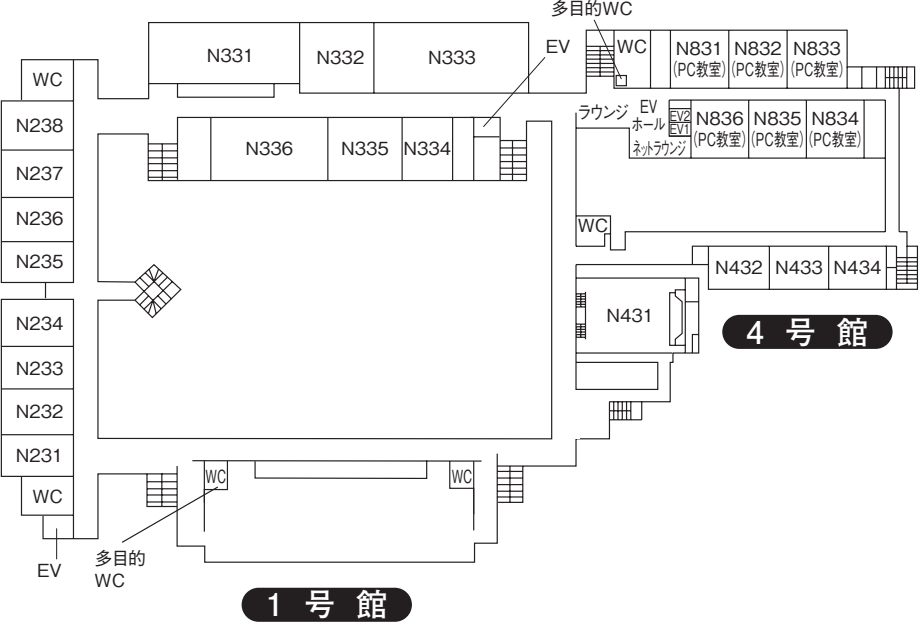 多目的WC
N331
N332
N333
EV
WC
N831
(PC教室)
N832
(PC教室)
N833
(PC教室)
WC
N238
N237
N236
N235
N234
N233
N232
N231
WC
EV
N336
N335
N334
ラウンジ
EV
ホール
EV2
EV1
ネットラウンジ
N836
(PC教室)
N835
(PC教室)
N834
(PC教室)
WC
N432
N433
N434
N431
4号館
WC
WC
多目的
WC
1号館